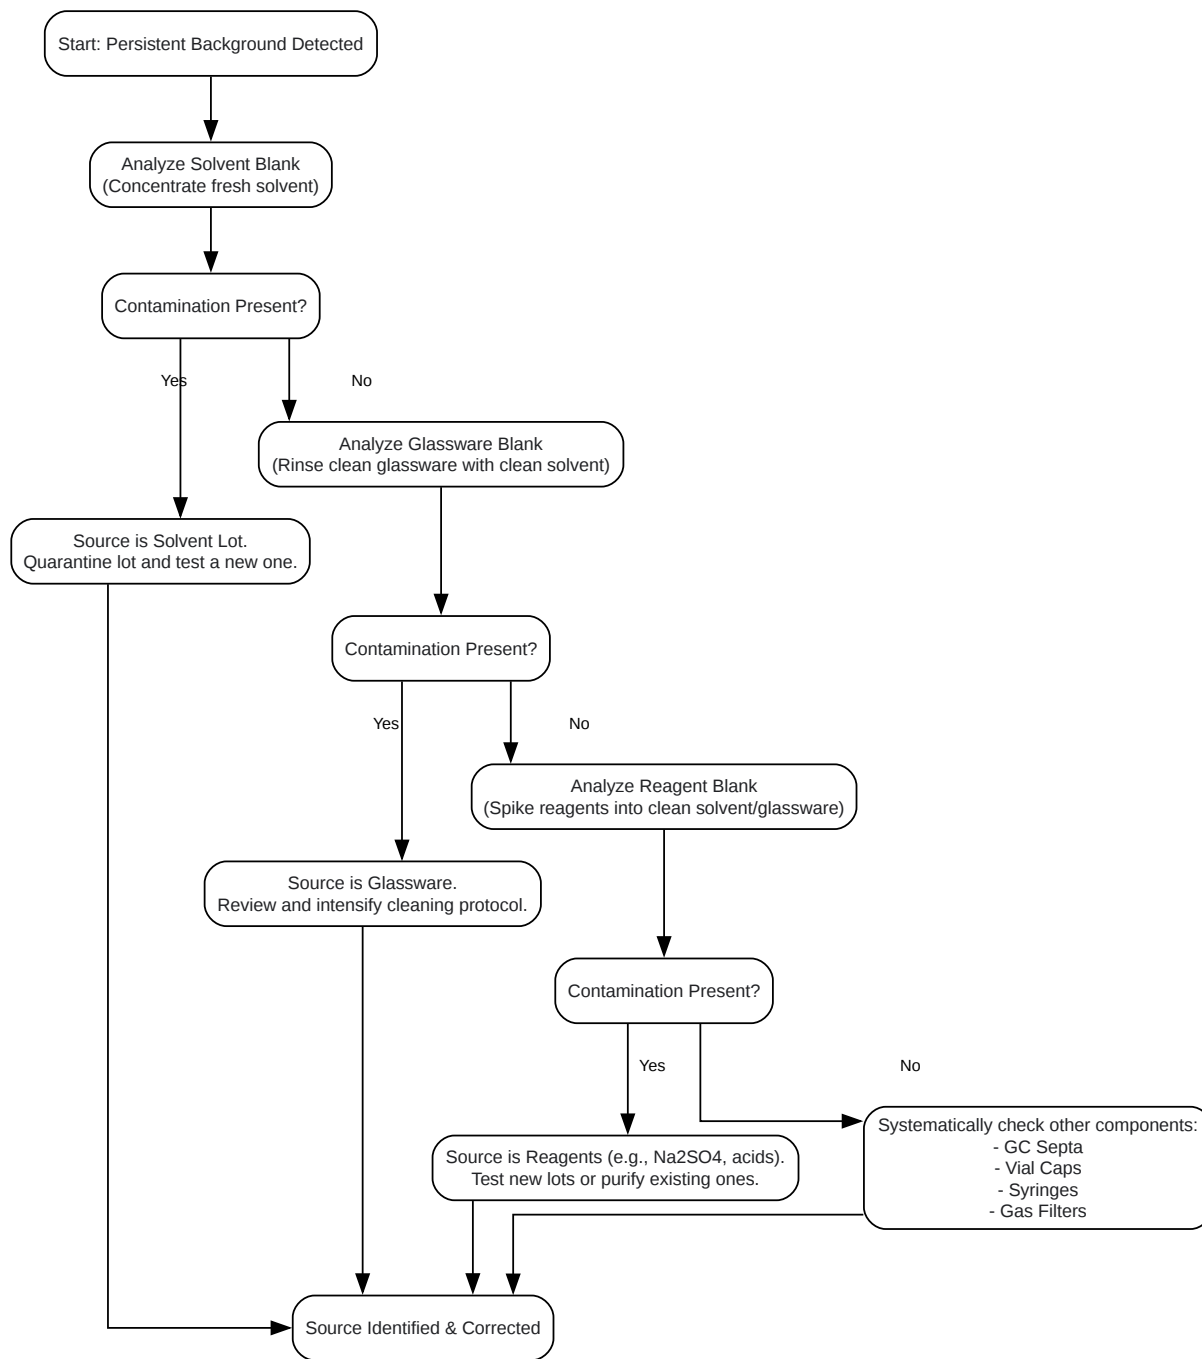 Start: Persistent Background Detected
Analyze Solvent Blank
(Concentrate fresh solvent)
Contamination Present?
Yes
No
Analyze Glassware Blank
(Rinse clean glassware with clean solvent)
Source is Solvent Lot.
Quarantine lot and test a new one.
Contamination Present?
Yes
No
Analyze Reagent Blank
(Spike reagents into clean solvent/glassware)
Source is Glassware.
Review and intensify cleaning protocol.
Contamination Present?
Yes
No
Systematically check other components:
- GC Septa
- Vial Caps
- Syringes
- Gas Filters
Source is Reagents (e.g., Na2SO4, acids).
Test new lots or purify existing ones.
Source Identified & Corrected